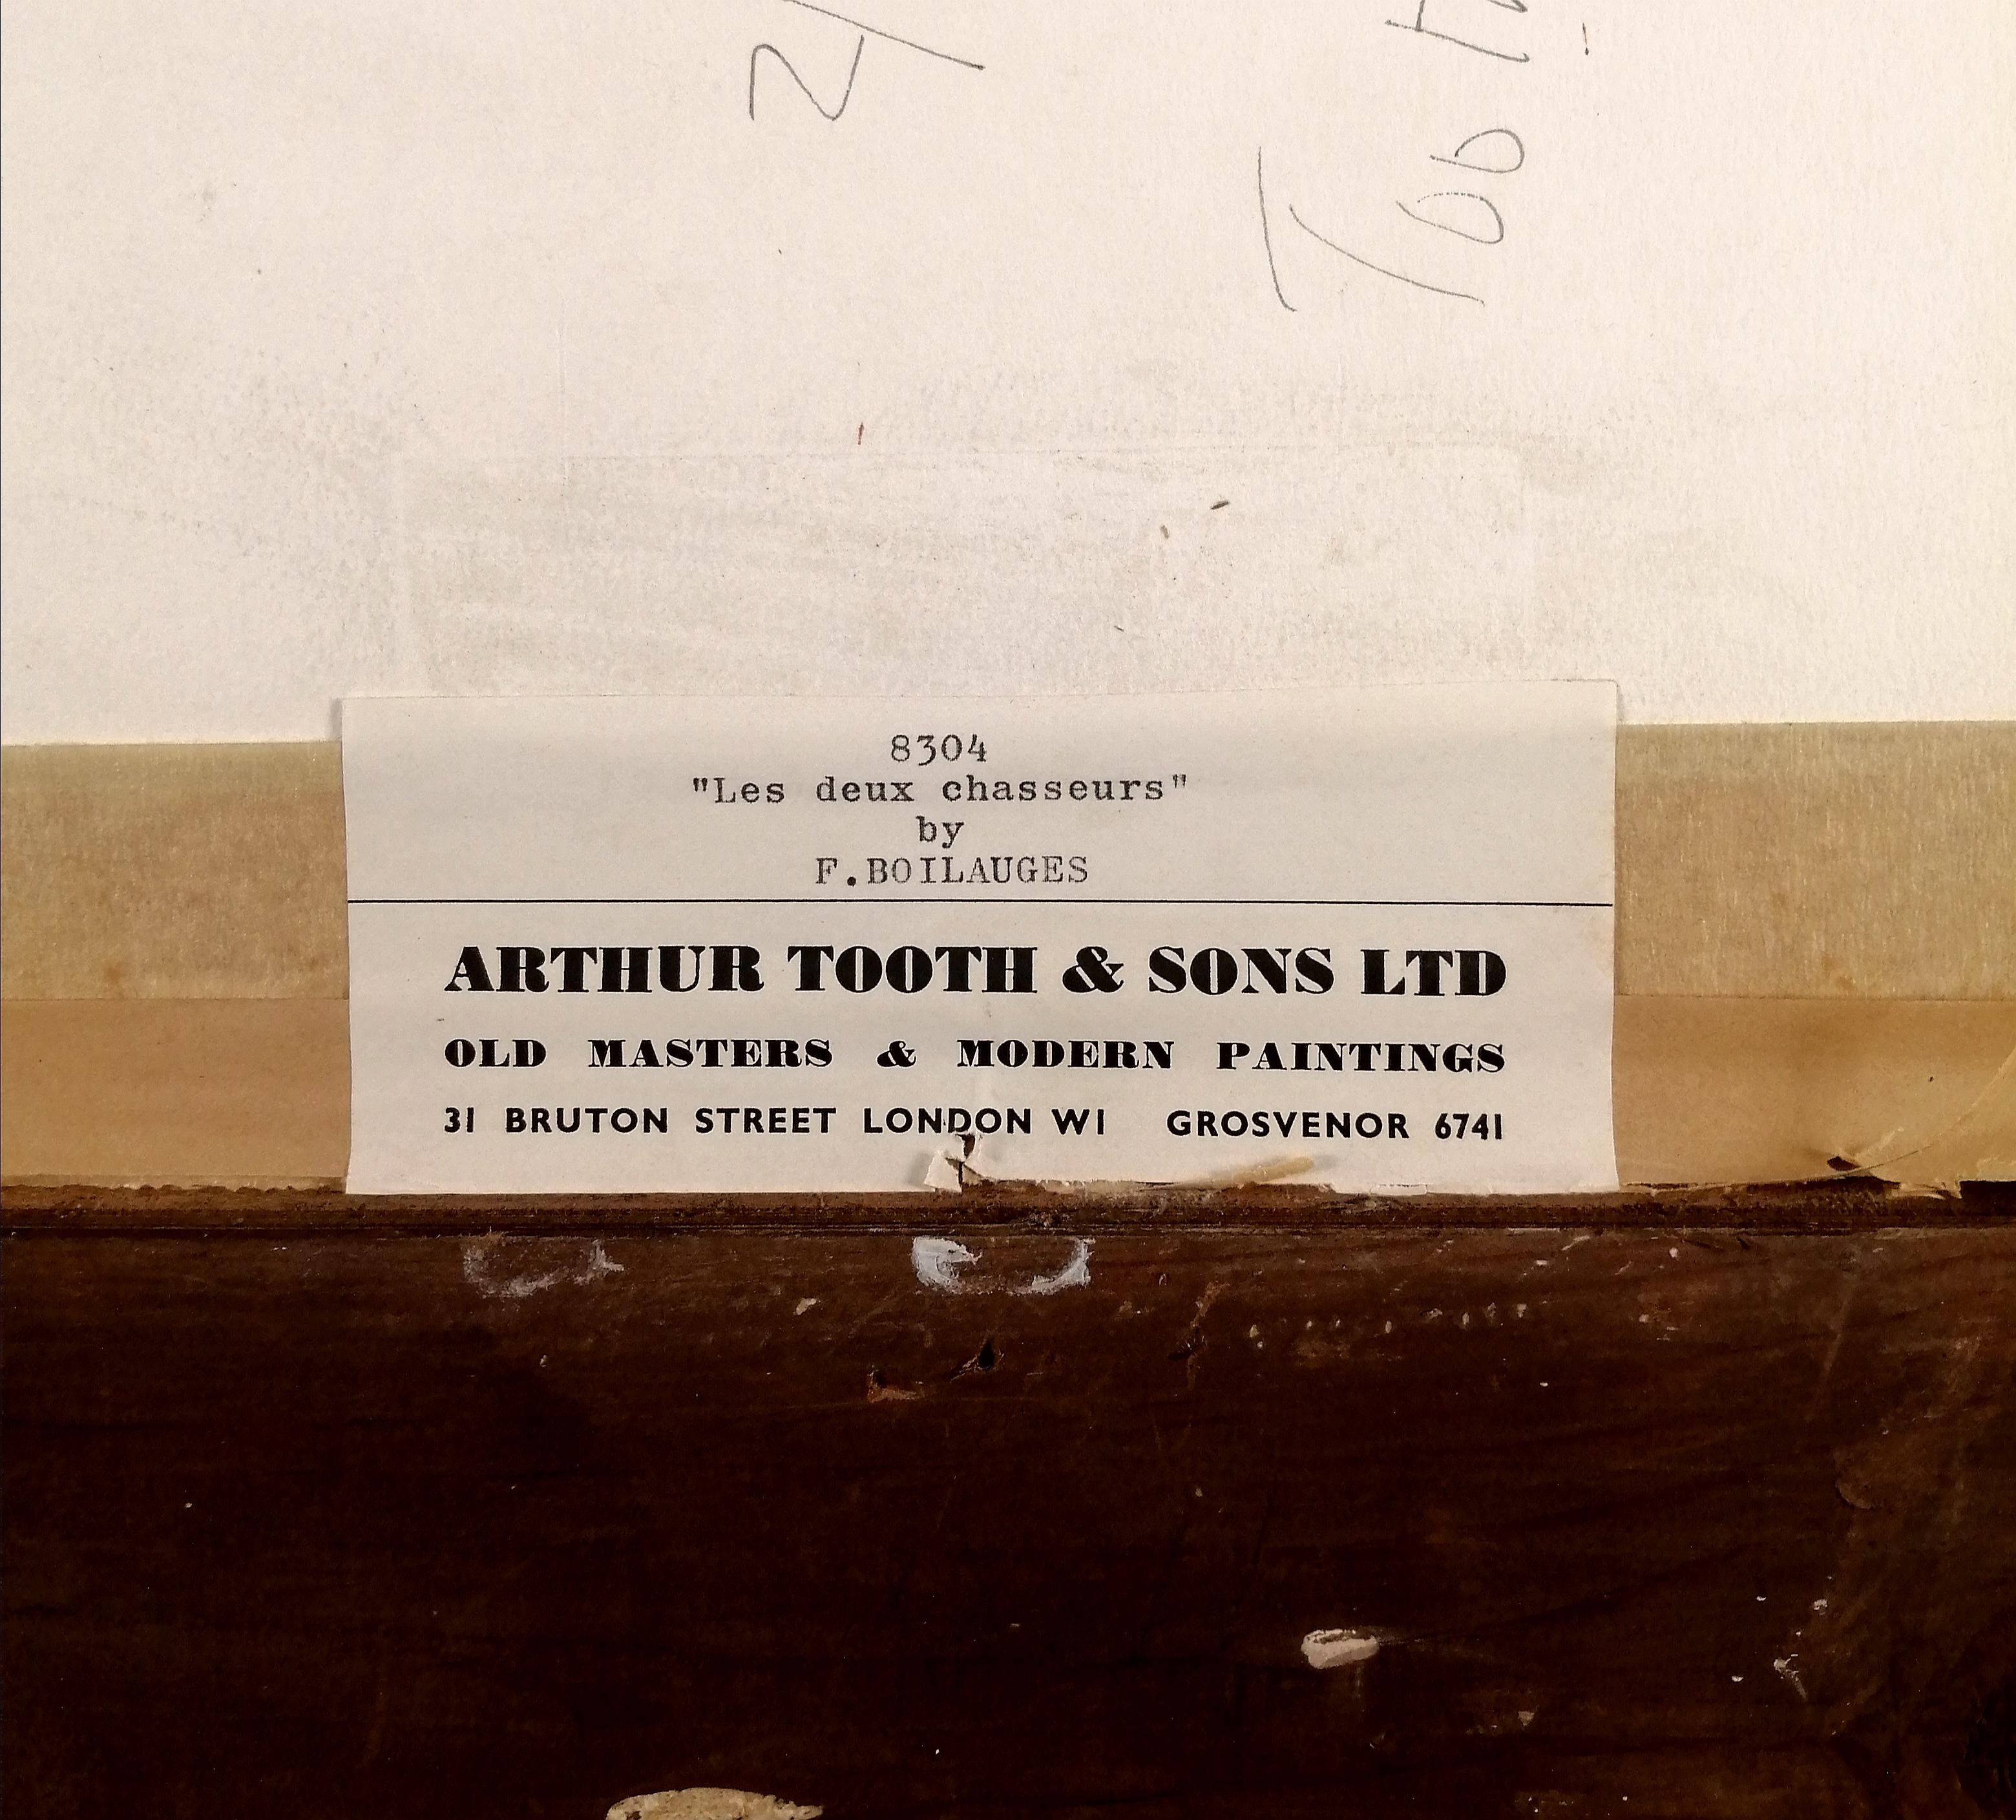 Tooth
8304
"Les deux chasseurs"
by
F.BOILAUGES
ARTHUR TOOTH & SONS LTD
OLD MASTERS & MODERN PAINTINGS
31 BRUTON STREET LONDON W1 GROSVENOR 6741